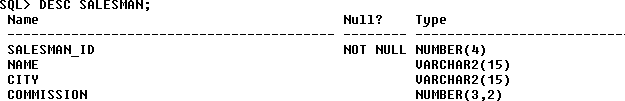 SQL> DESC SALESMAN;
Name Null? Type
----------------------------------------- -------- ----------------------------
SALESMAN_ID NOT NULL NUMBER(4)
NAME VARCHAR2(15)
CITY VARCHAR2(15)
COMMISSION NUMBER(3,2)